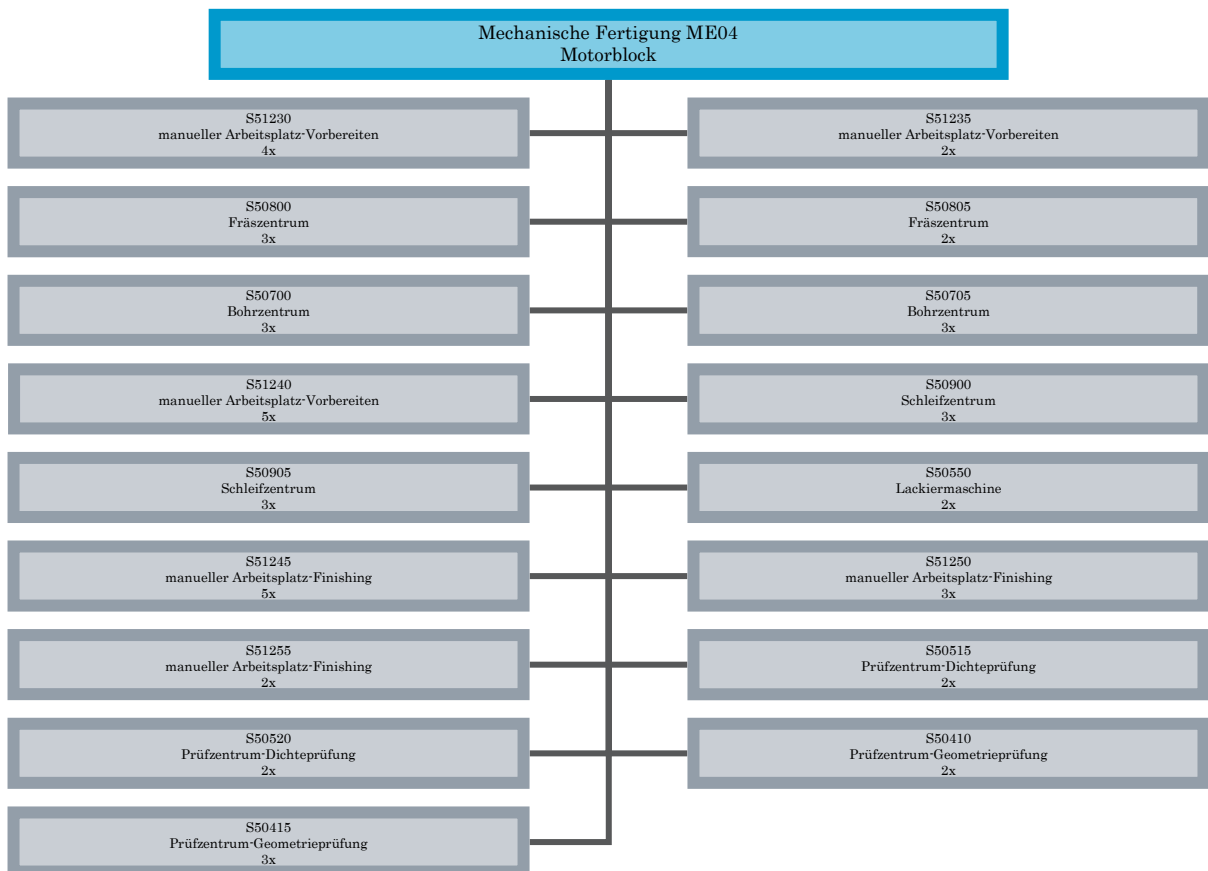 Mechanische Fertigung ME04
Motorblock
S51230
manueller Arbeitsplatz-Vorbereiten
4x
S51235
manueller Arbeitsplatz-Vorbereiten
2x
S50800
Fräszentrum
3x
S50805
Fräszentrum
2x
S50700
Bohrzentrum
3x
S50705
Bohrzentrum
3x
S51240
manueller Arbeitsplatz-Vorbereiten
5x
S50900
Schleifzentrum
3x
S50905
Schleifzentrum
3x
S50550
Lackiermaschine
2x
S51245
manueller Arbeitsplatz-Finishing
5x
S51250
manueller Arbeitsplatz-Finishing
3x
S51255
manueller Arbeitsplatz-Finishing
2x
S50515
Prüfzentrum-Dichteprüfung
2x
S50520
Prüfzentrum-Dichteprüfung
2x
S50410
Prüfzentrum-Geometrieprüfung
2x
S50415
Prüfzentrum-Geometrieprüfung
3x